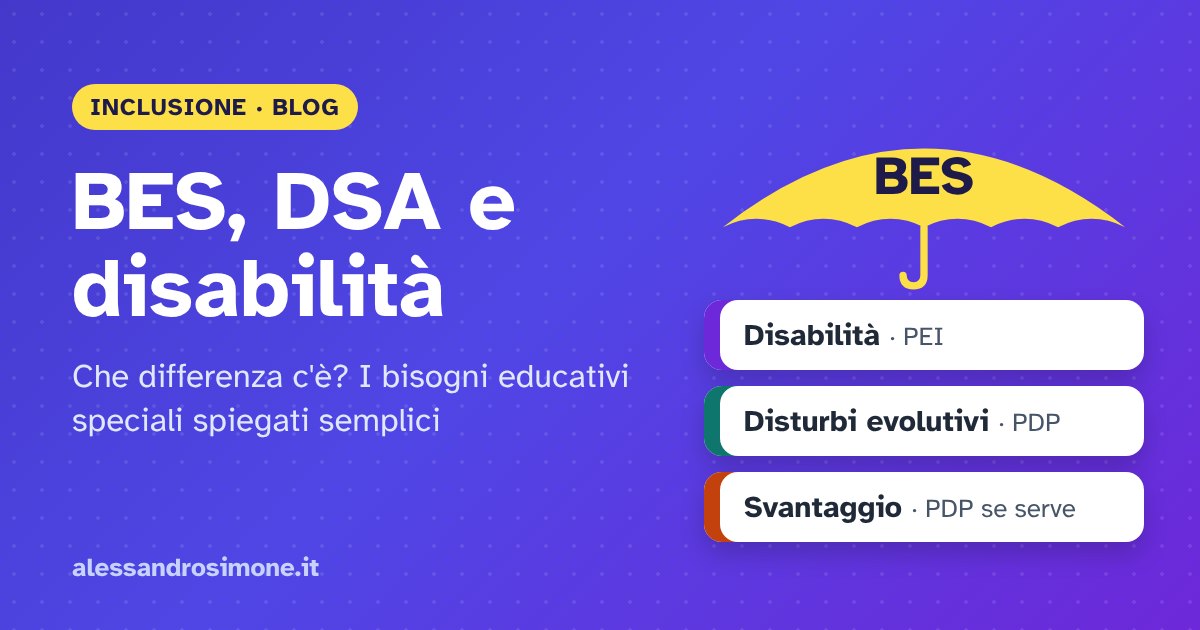 INCLUSIONE · BLOG
BES, DSA e
disabilità
Che differenza c'è? I bisogni educativi
speciali spiegati semplici
alessandrosimone.it
BES
Disabilità · PEI
Disturbi evolutivi · PDP
Svantaggio · PDP se serve